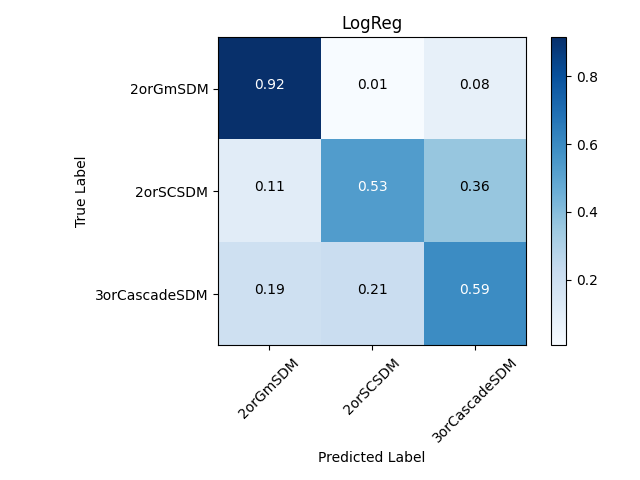 LogReg
True Label
2orGmSDM
0.92 0.01 0.08
2orSCSDM
0.11 0.53 0.36
3orCascadeSDM
0.19 0.21 0.59
2orGmSDM 2orSCSDM 3orCascadeSDM
Predicted Label
0.8
0.6
0.4
0.2